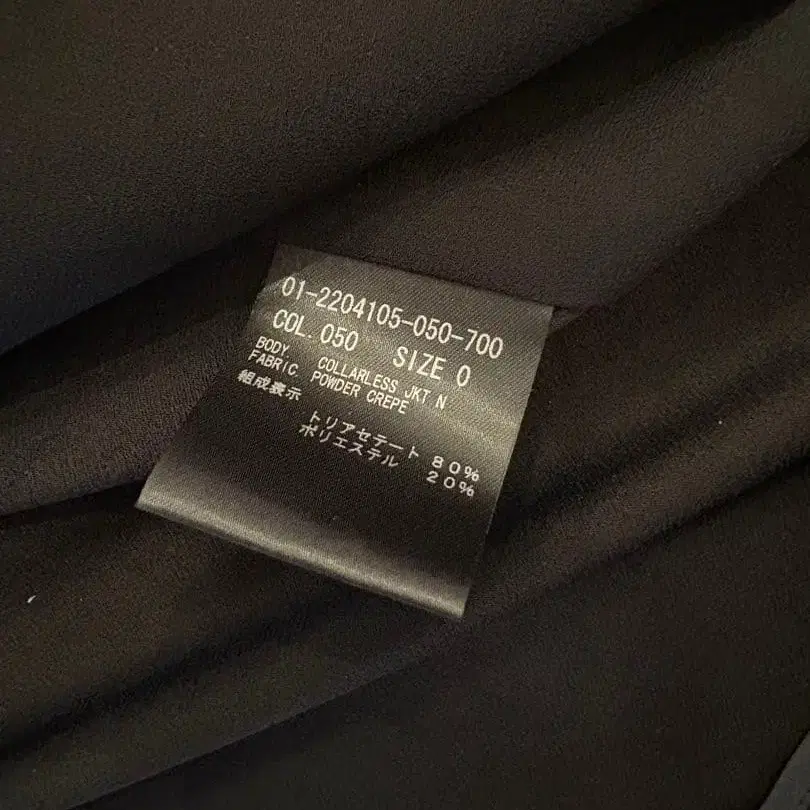 01-2204105-050-700
COL. 050 SIZE 0
BODY COLLARLESS JKT N
FABRIC POWDER CREPE
組成表示
トリアセテート 80%
ポリエステル 20%